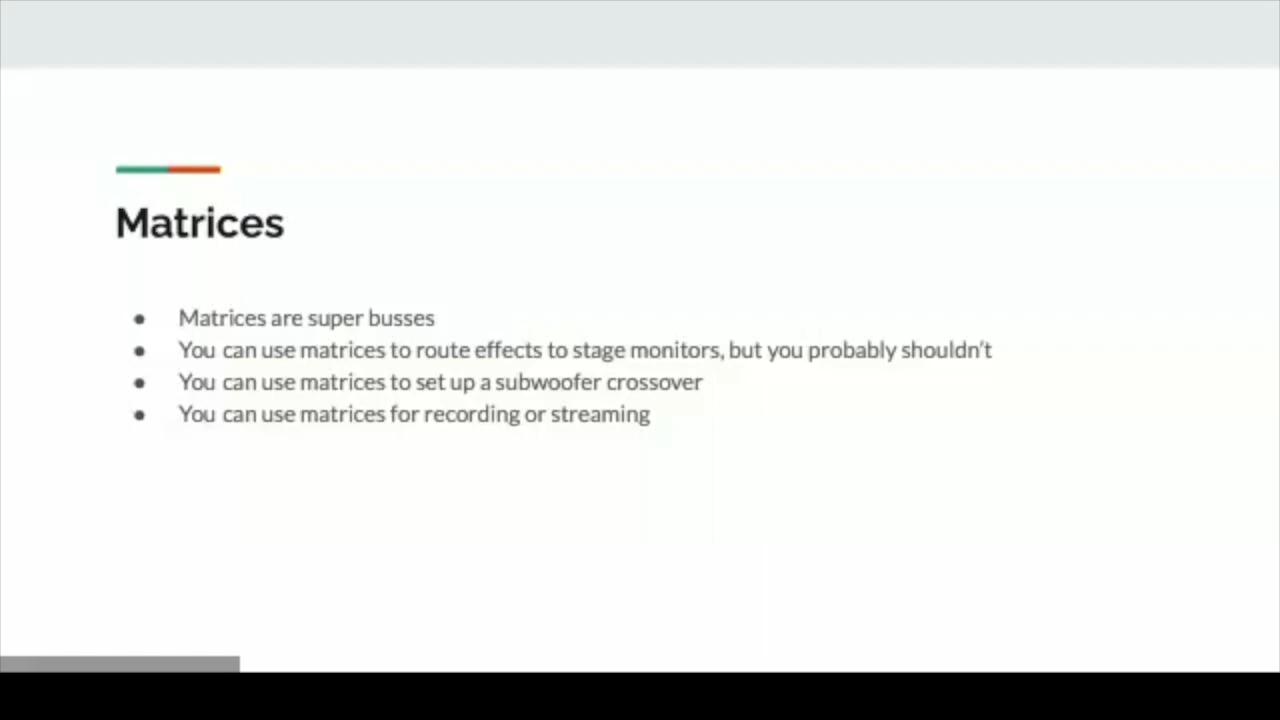 Matrices
● Matrices are super busses
● You can use matrices to route effects to stage monitors, but you probably shouldn't
● You can use matrices to set up a subwoofer crossover
● You can use matrices for recording or streaming